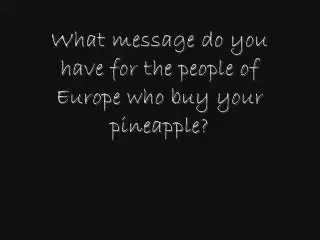 What message do you
have for the people of
Europe who buy your
pineapple?